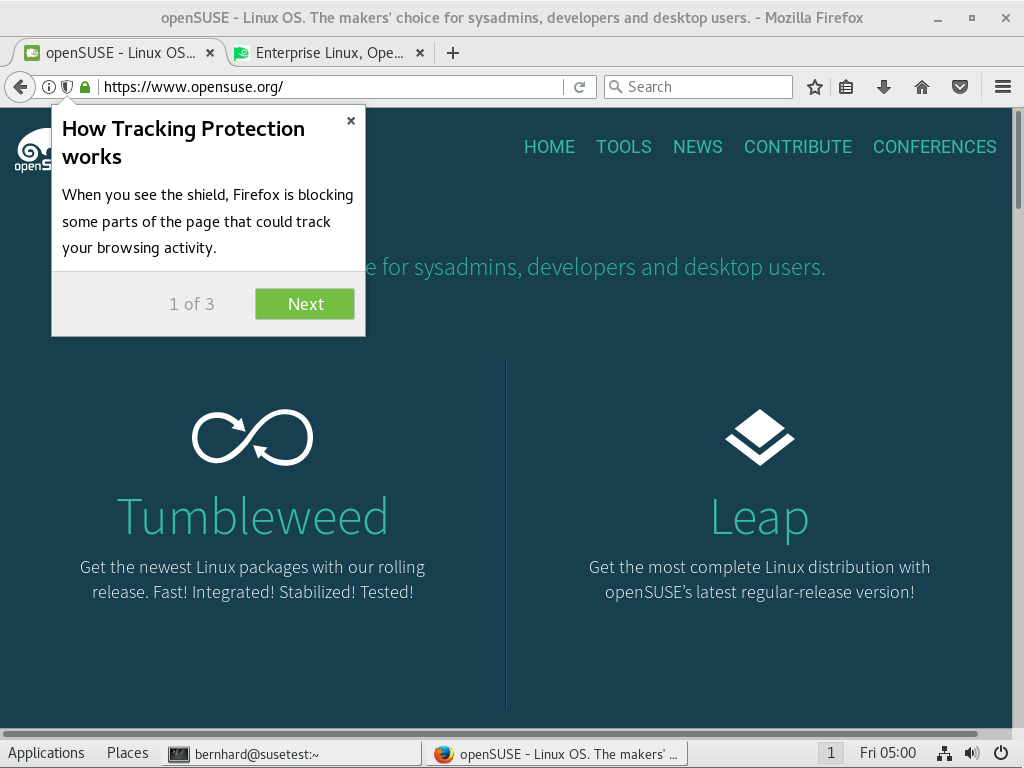 openSUSE - Linux OS. The makers' choice for sysadmins, developers and desktop users. - Mozilla Firefox
openSUSE - Linux OS...
Enterprise Linux, Ope...
https://www.opensuse.org/
Search
How Tracking Protection
works
When you see the shield, Firefox is blocking
some parts of the page that could track
your browsing activity.
1 of 3
Next
openS
HOME TOOLS NEWS CONTRIBUTE CONFERENCES
e for sysadmins, developers and desktop users.
Tumbleweed
Get the newest Linux packages with our rolling
release. Fast! Integrated! Stabilized! Tested!
Leap
Get the most complete Linux distribution with
openSUSE’s latest regular-release version!
Applications Places bernhard@susetest:~ openSUSE - Linux OS. The makers' ... 1 Fri 05:00